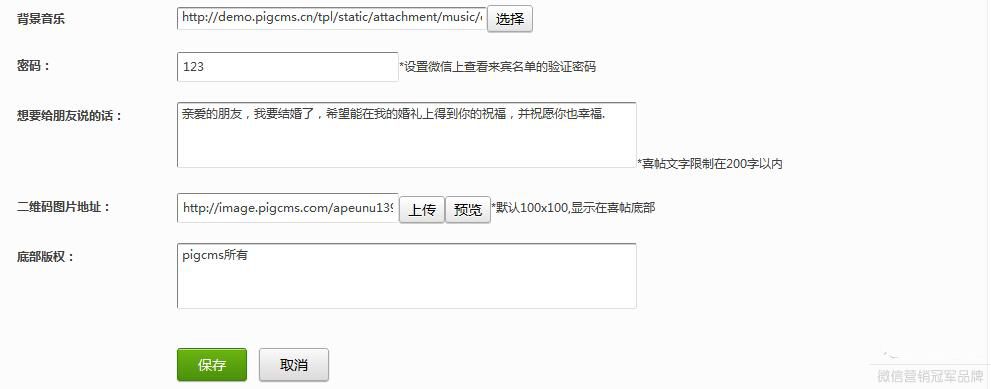 背景音乐 http://demo.pigcms.cn/tpl/static/attachment/music/ 选择
密码： 123 *设置微信上查看来宾名单的验证密码
想要给朋友说的话： 亲爱的朋友，我要结婚了，希望能在我的婚礼上得到你的祝福，并祝愿你也幸福.
*喜帖文字限制在200字以内
二维码图片地址： http://image.pigcms.com/apeunu139 上传 预览 *默认100x100,显示在喜帖底部
底部版权： pigcms所有
保存 取消
微信营销冠军品牌